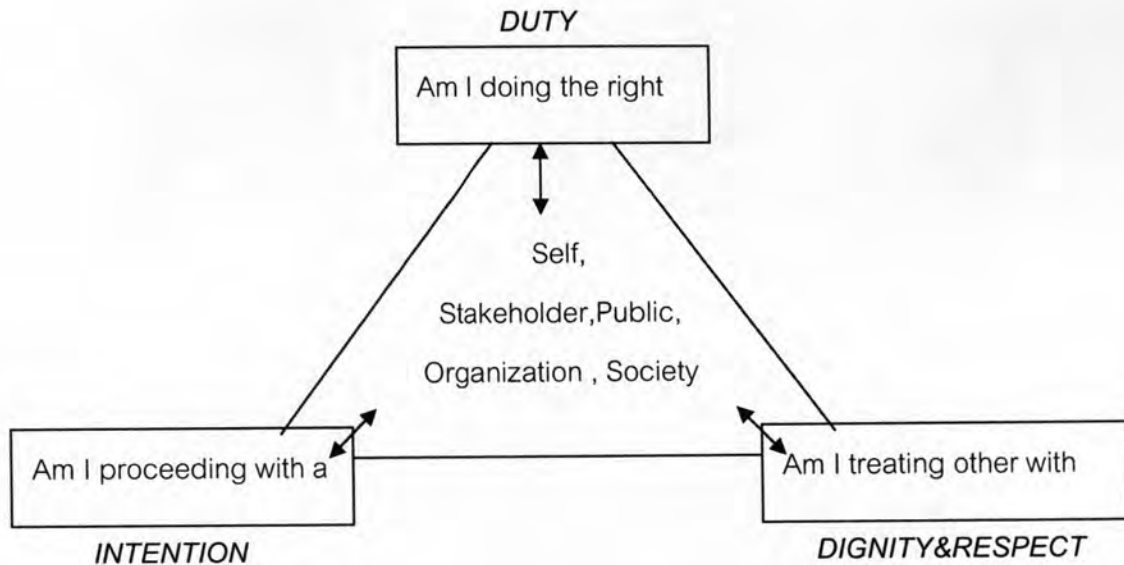 DUTY
Am I doing the right
Self,
Stakeholder,Public,
Organization , Society
Am I proceeding with a
Am I treating other with
INTENTION
DIGNITY&RESPECT